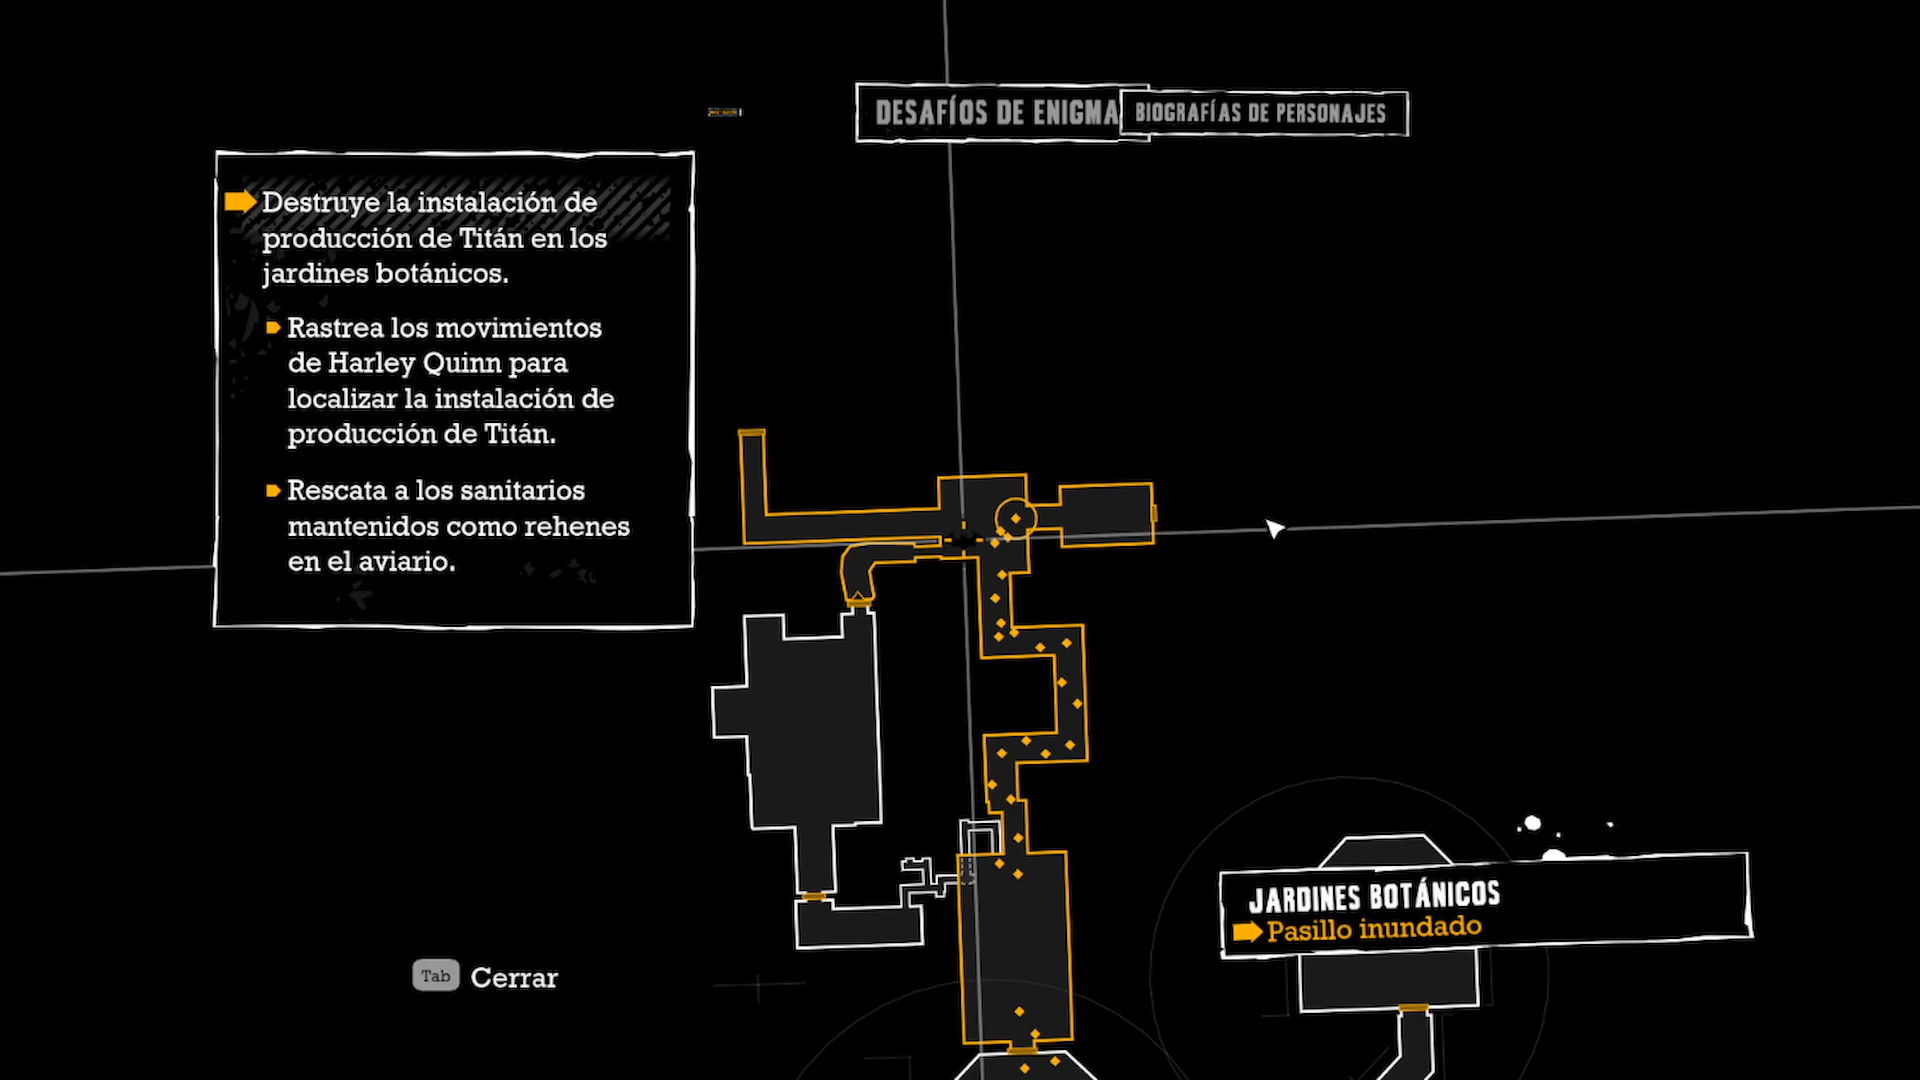 DESAFÍOS DE ENIGMA
BIOGRAFÍAS DE PERSONAJES
Destruye la instalación de
producción de Titán en los
jardines botánicos.
Rastrea los movimientos
de Harley Quinn para
localizar la instalación de
producción de Titán.
Rescata a los sanitarios
mantenidos como rehenes
en el aviario.
JARDINES BOTÁNICOS
Pasillo inundado
Tab Cerrar